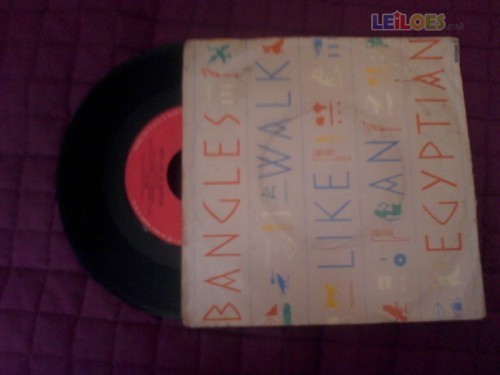 LEiLOES
BANGLES
WALK
LIKE
AN
EGYPTIAN